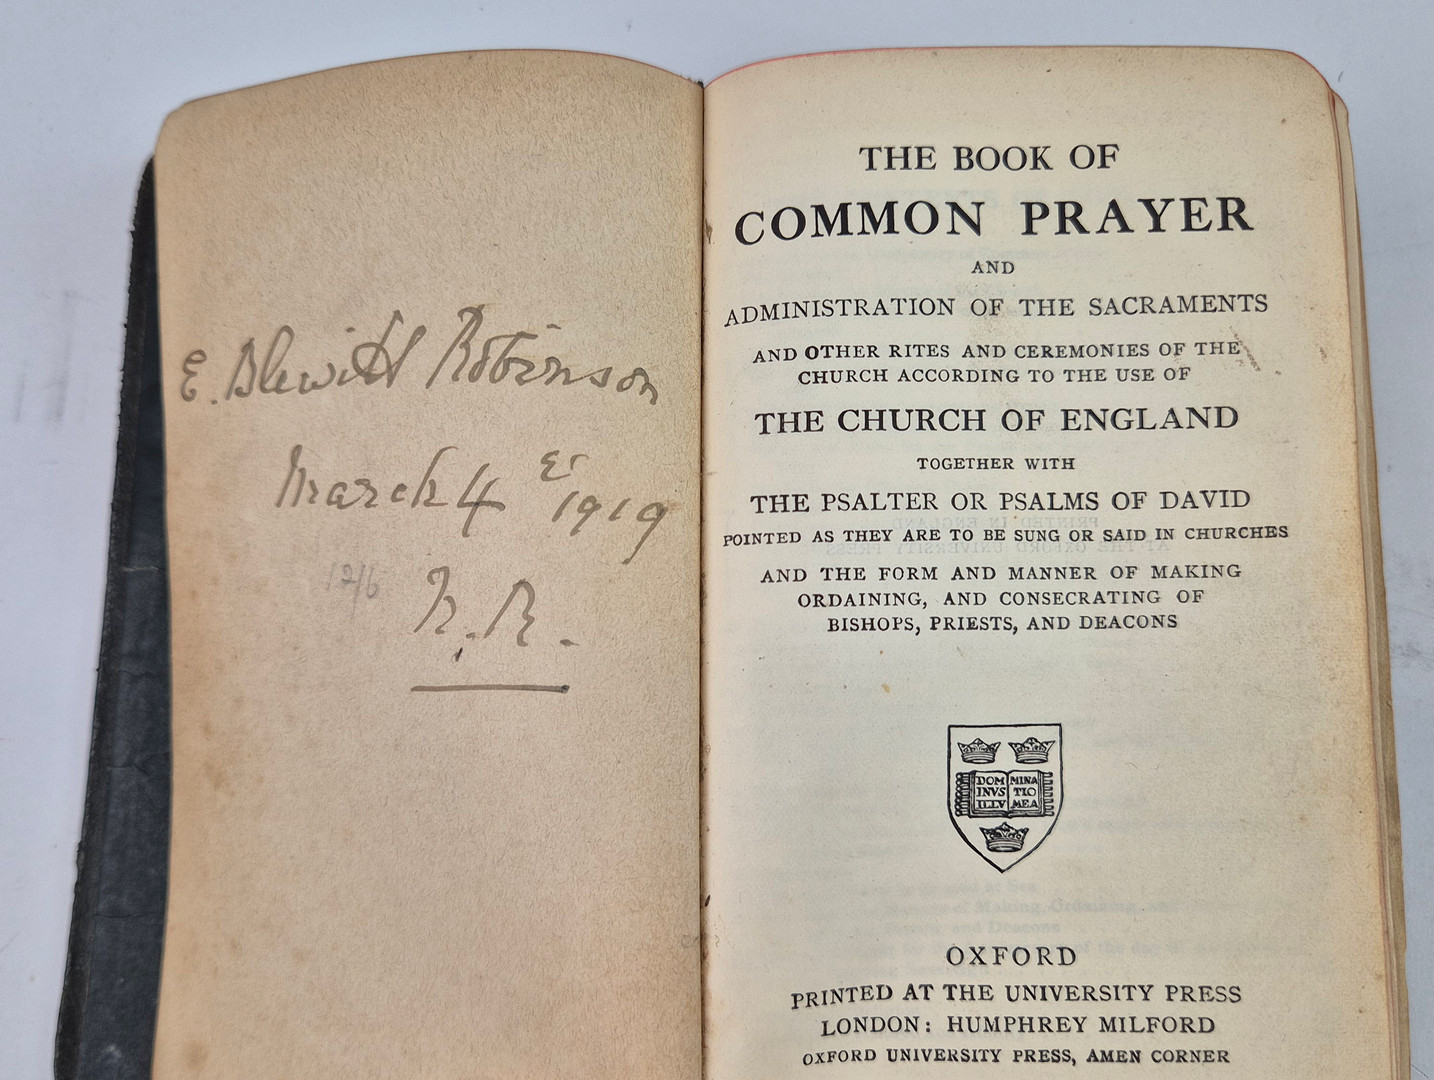 E. Blewitt Robinson
March 4 1919
12/6
R.
THE BOOK OF
COMMON PRAYER
AND
ADMINISTRATION OF THE SACRAMENTS
AND OTHER RITES AND CEREMONIES OF THE
CHURCH ACCORDING TO THE USE OF
THE CHURCH OF ENGLAND
TOGETHER WITH
THE PSALTER OR PSALMS OF DAVID
POINTED AS THEY ARE TO BE SUNG OR SAID IN CHURCHES
AND THE FORM AND MANNER OF MAKING
ORDAINING, AND CONSECRATING OF
BISHOPS, PRIESTS, AND DEACONS
DOM MINA
INVS TIO
ILLV MEA
OXFORD
PRINTED AT THE UNIVERSITY PRESS
LONDON: HUMPHREY MILFORD
OXFORD UNIVERSITY PRESS, AMEN CORNER